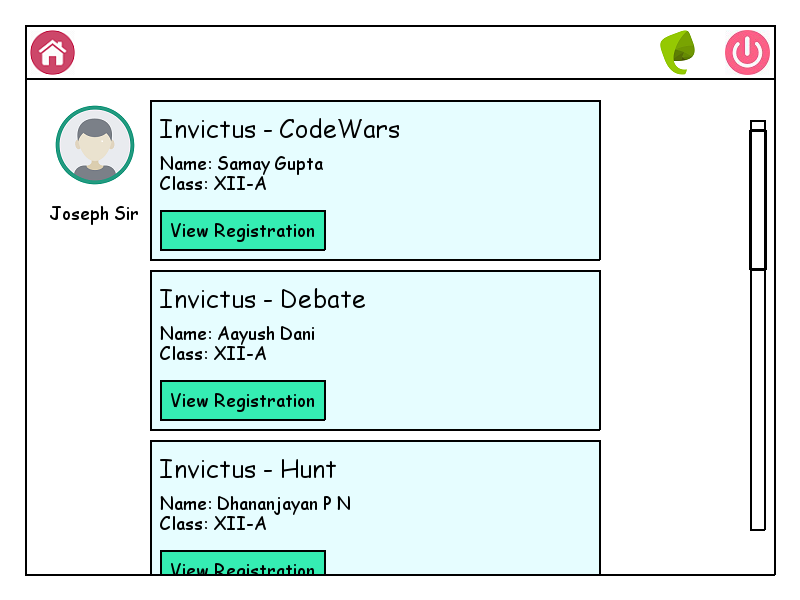 Joseph Sir
Invictus - CodeWars
Name: Samay Gupta
Class: XII-A
View Registration
Invictus - Debate
Name: Aayush Dani
Class: XII-A
View Registration
Invictus - Hunt
Name: Dhananjayan P N
Class: XII-A
View Registration